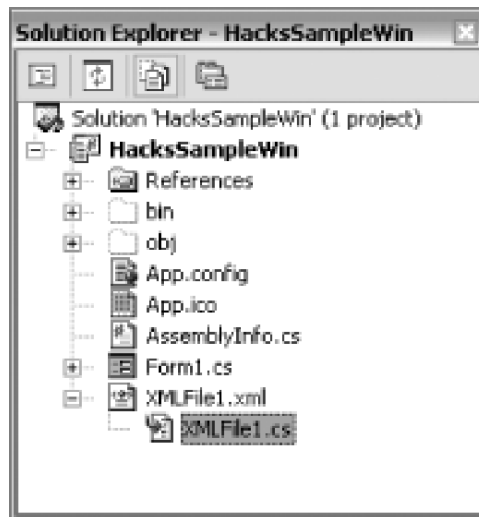 Solution Explorer - HacksSampleWin
Solution 'HacksSampleWin' (1 project)
HacksSampleWin
References
bin
obj
App.config
App.ico
AssemblyInfo.cs
Form1.cs
XMLFile1.xml
XMLFile1.cs